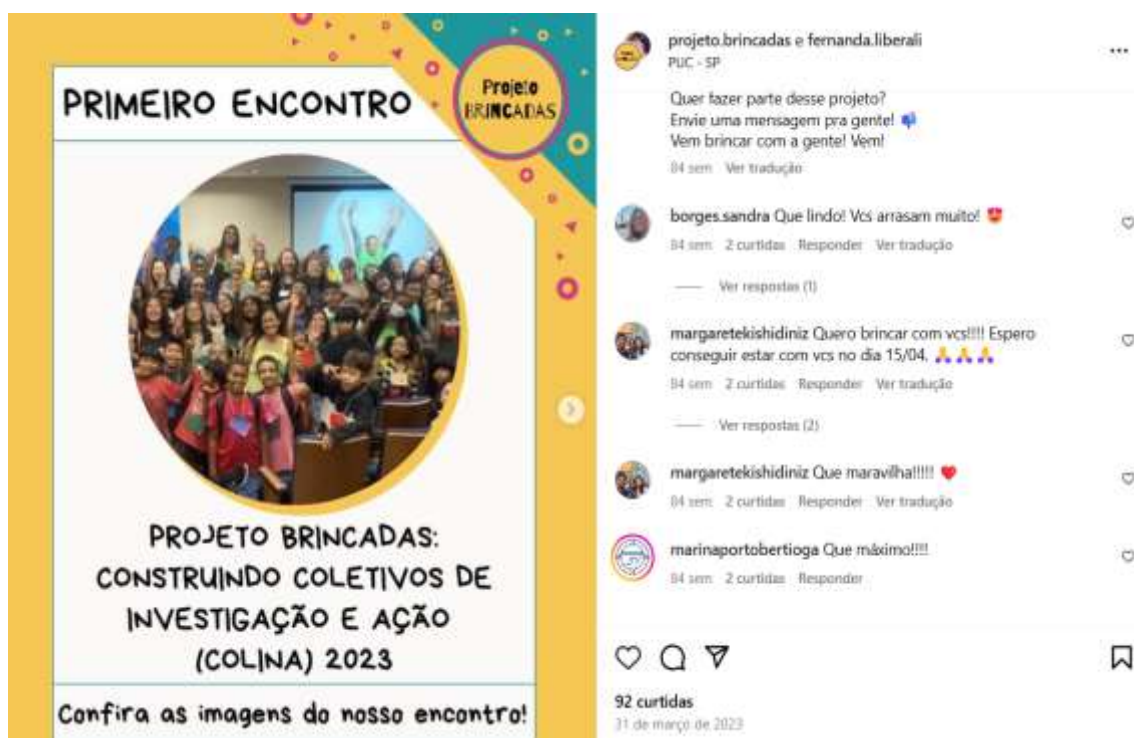 PRIMEIRO ENCONTRO
Projeto
BRINCADAS
PROJETO BRINCADAS:
CONSTRUINDO COLETIVOS DE
INVESTIGAÇÃO E AÇÃO
(COLINA) 2023
Confira as imagens do nosso encontro!
projeto.brincadas e fernanda.liberali
PUC - SP
Quer fazer parte desse projeto?
Envie uma mensagem pra gente! 📬
Vem brincar com a gente! Vem!
84 sem Ver tradução
borges.sandra Que lindo! Vcs arrasam muito! 😍
84 sem 2 curtidas Responder Ver tradução
Ver respostas (1)
margaretekishidiniz Quero brincar com vcs!!!! Espero
conseguir estar com vcs no dia 15/04. 🙏🙏🙏
84 sem 2 curtidas Responder Ver tradução
Ver respostas (2)
margaretekishidiniz Que maravilha!!!!! ❤️
84 sem 2 curtidas Responder Ver tradução
marinaportobertioga Que máximo!!!!
84 sem 2 curtidas Responder
92 curtidas
31 de março de 2023